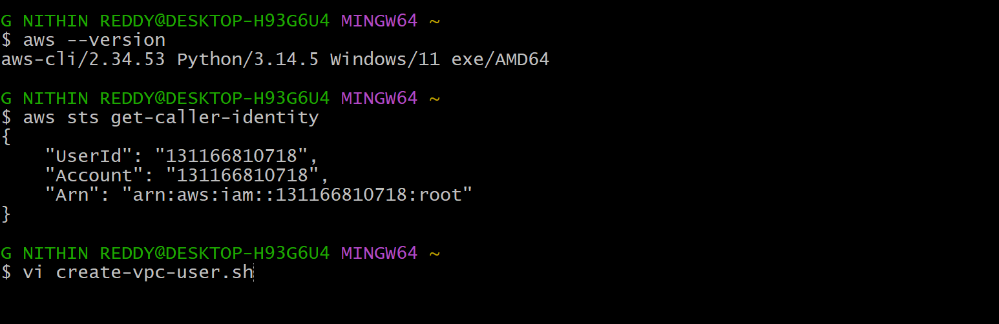 G NITHIN REDDY@DESKTOP-H93G6U4 MINGW64 ~
$ aws --version
aws-cli/2.34.53 Python/3.14.5 Windows/11 exe/AMD64
G NITHIN REDDY@DESKTOP-H93G6U4 MINGW64 ~
$ aws sts get-caller-identity
{
    "UserId": "131166810718",
    "Account": "131166810718",
    "Arn": "arn:aws:iam::131166810718:root"
}
G NITHIN REDDY@DESKTOP-H93G6U4 MINGW64 ~
$ vi create-vpc-user.sh